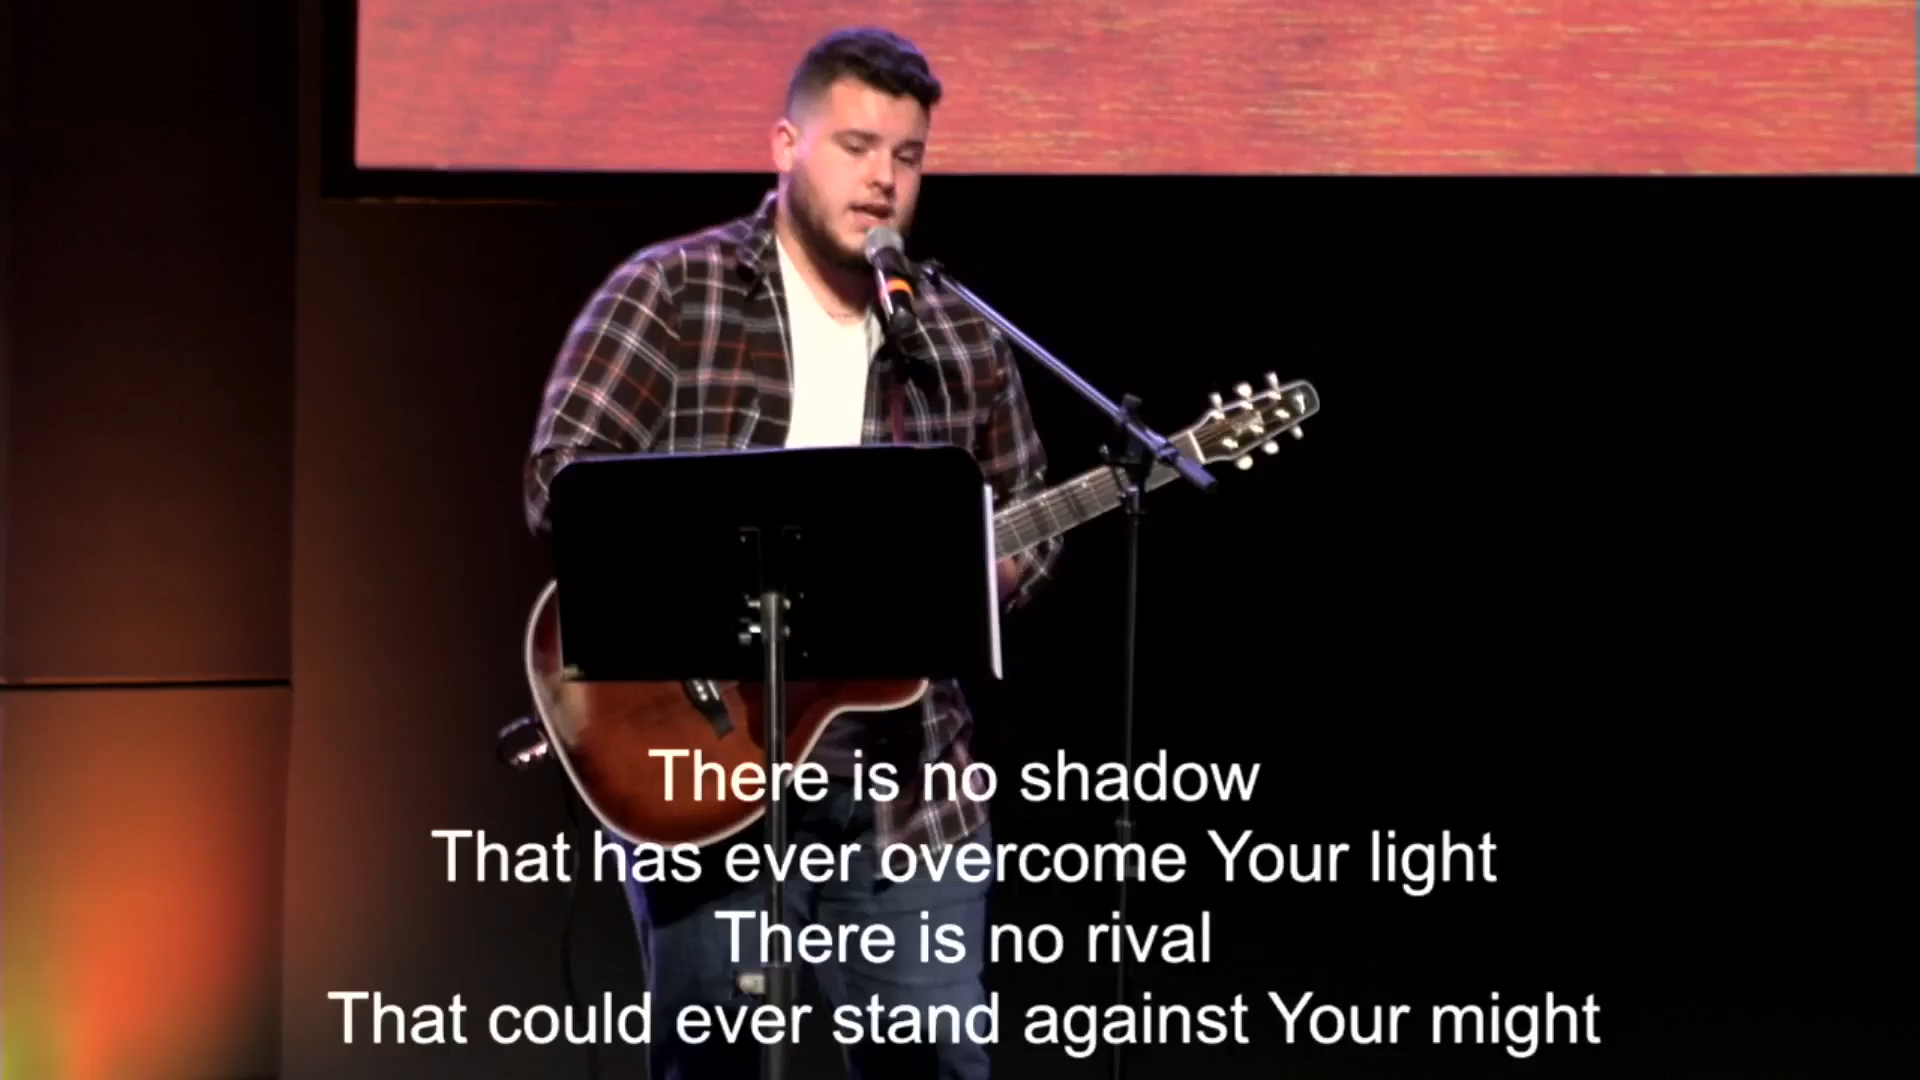 There is no shadow
That has ever overcome Your light
There is no rival
That could ever stand against Your might